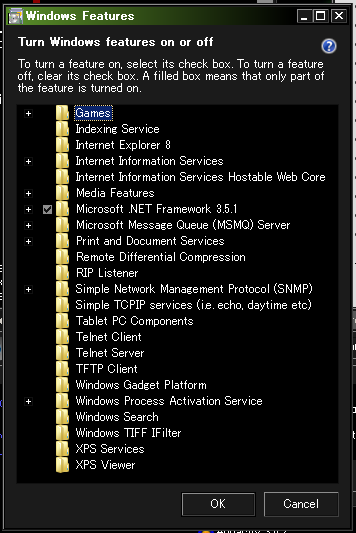 Windows Features
Turn Windows features on or off
To turn a feature on, select its check box. To turn a feature
off, clear its check box. A filled box means that only part of
the feature is turned on.
Games
Indexing Service
Internet Explorer 8
Internet Information Services
Internet Information Services Hostable Web Core
Media Features
Microsoft .NET Framework 3.5.1
Microsoft Message Queue (MSMQ) Server
Print and Document Services
Remote Differential Compression
RIP Listener
Simple Network Management Protocol (SNMP)
Simple TCPIP services (i.e. echo, daytime etc)
Tablet PC Components
Telnet Client
Telnet Server
TFTP Client
Windows Gadget Platform
Windows Process Activation Service
Windows Search
Windows TIFF IFilter
XPS Services
XPS Viewer
OK Cancel